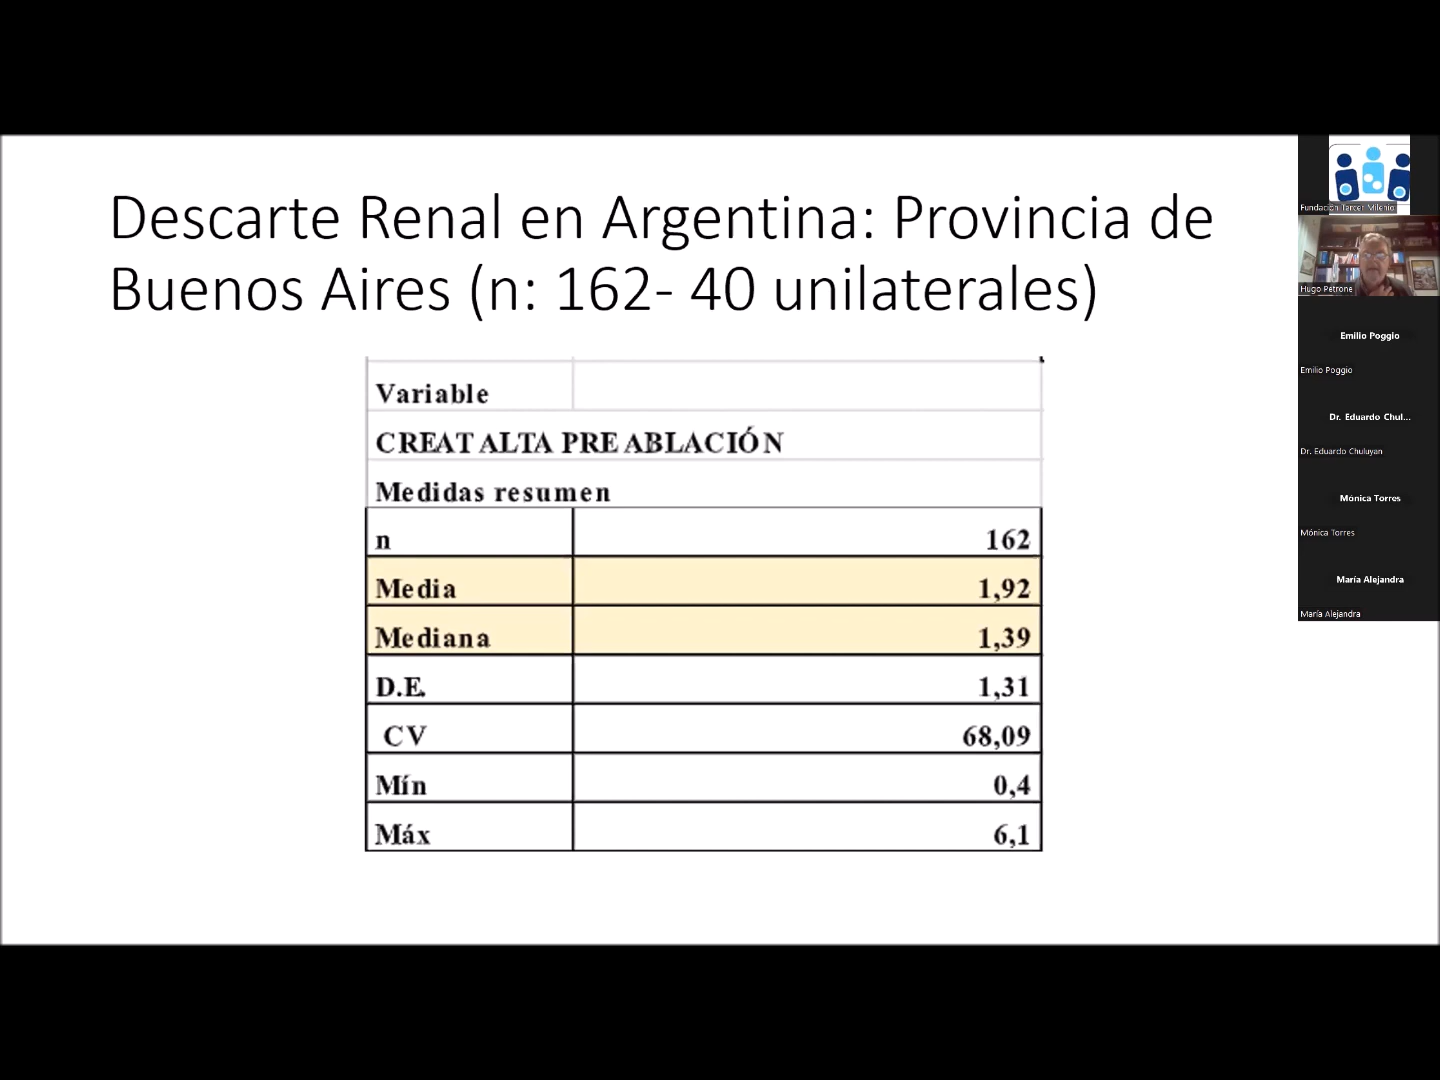 Descarte Renal en Argentina: Provincia de
Buenos Aires (n: 162- 40 unilaterales)
Variable
CREAT ALTA PRE ABLACIÓN
Medidas resumen
n 162
Media 1,92
Mediana 1,39
D.E. 1,31
CV 68,09
Mín 0,4
Máx 6,1
Fundación Tercer Milenio
Hugo Petrone
Emilio Poggio
Emilio Poggio
Dr. Eduardo Chul...
Dr. Eduardo Chuluyan
Mónica Torres
Mónica Torres
María Alejandra
María Alejandra